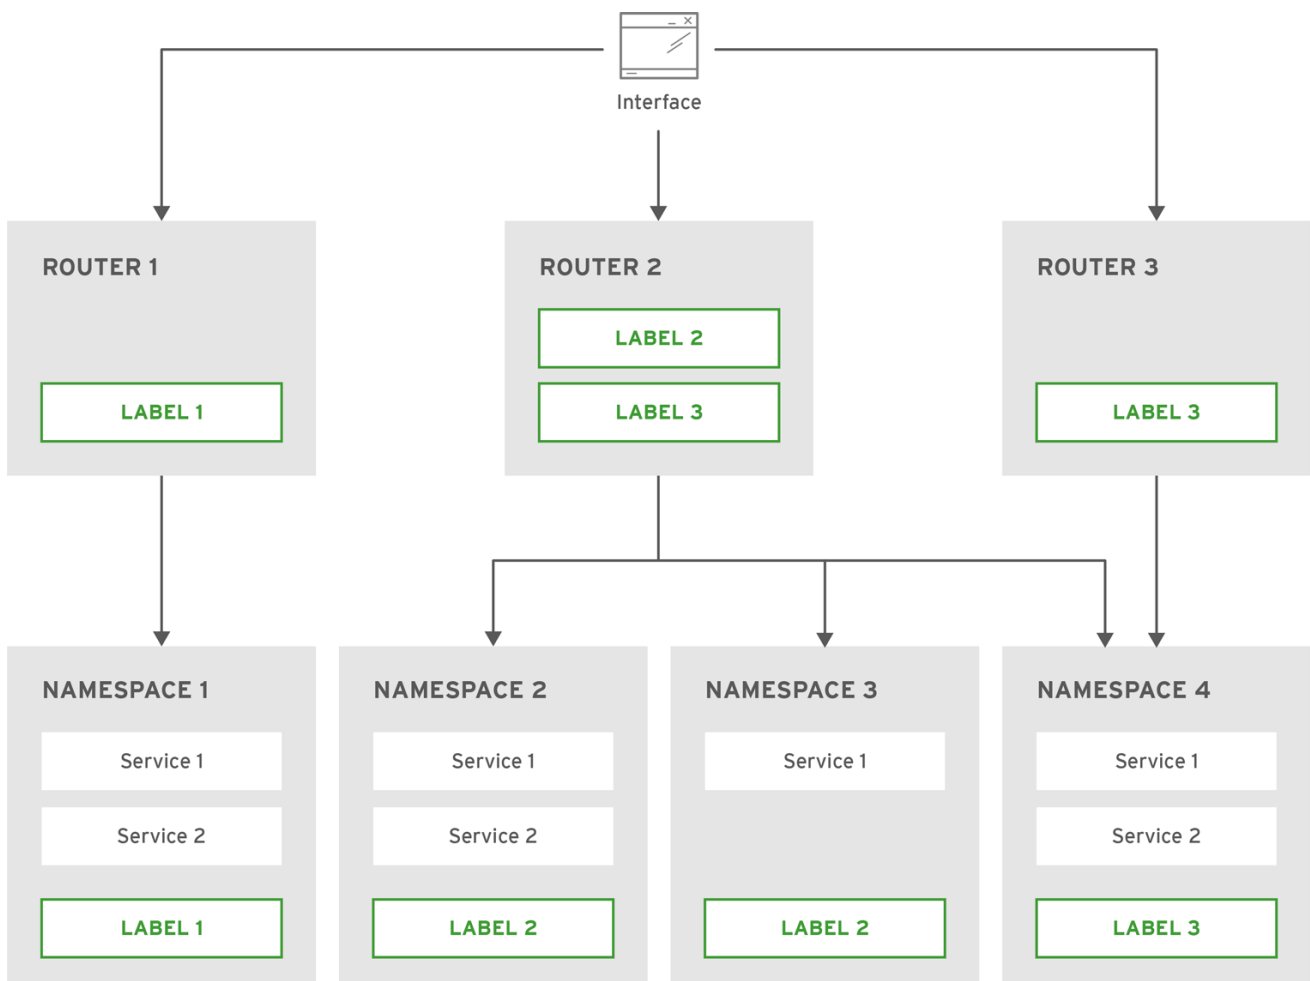 Interface
ROUTER 1
LABEL 1
ROUTER 2
LABEL 2
LABEL 3
ROUTER 3
LABEL 3
NAMESPACE 1
Service 1
Service 2
LABEL 1
NAMESPACE 2
Service 1
Service 2
LABEL 2
NAMESPACE 3
Service 1
LABEL 2
NAMESPACE 4
Service 1
Service 2
LABEL 3